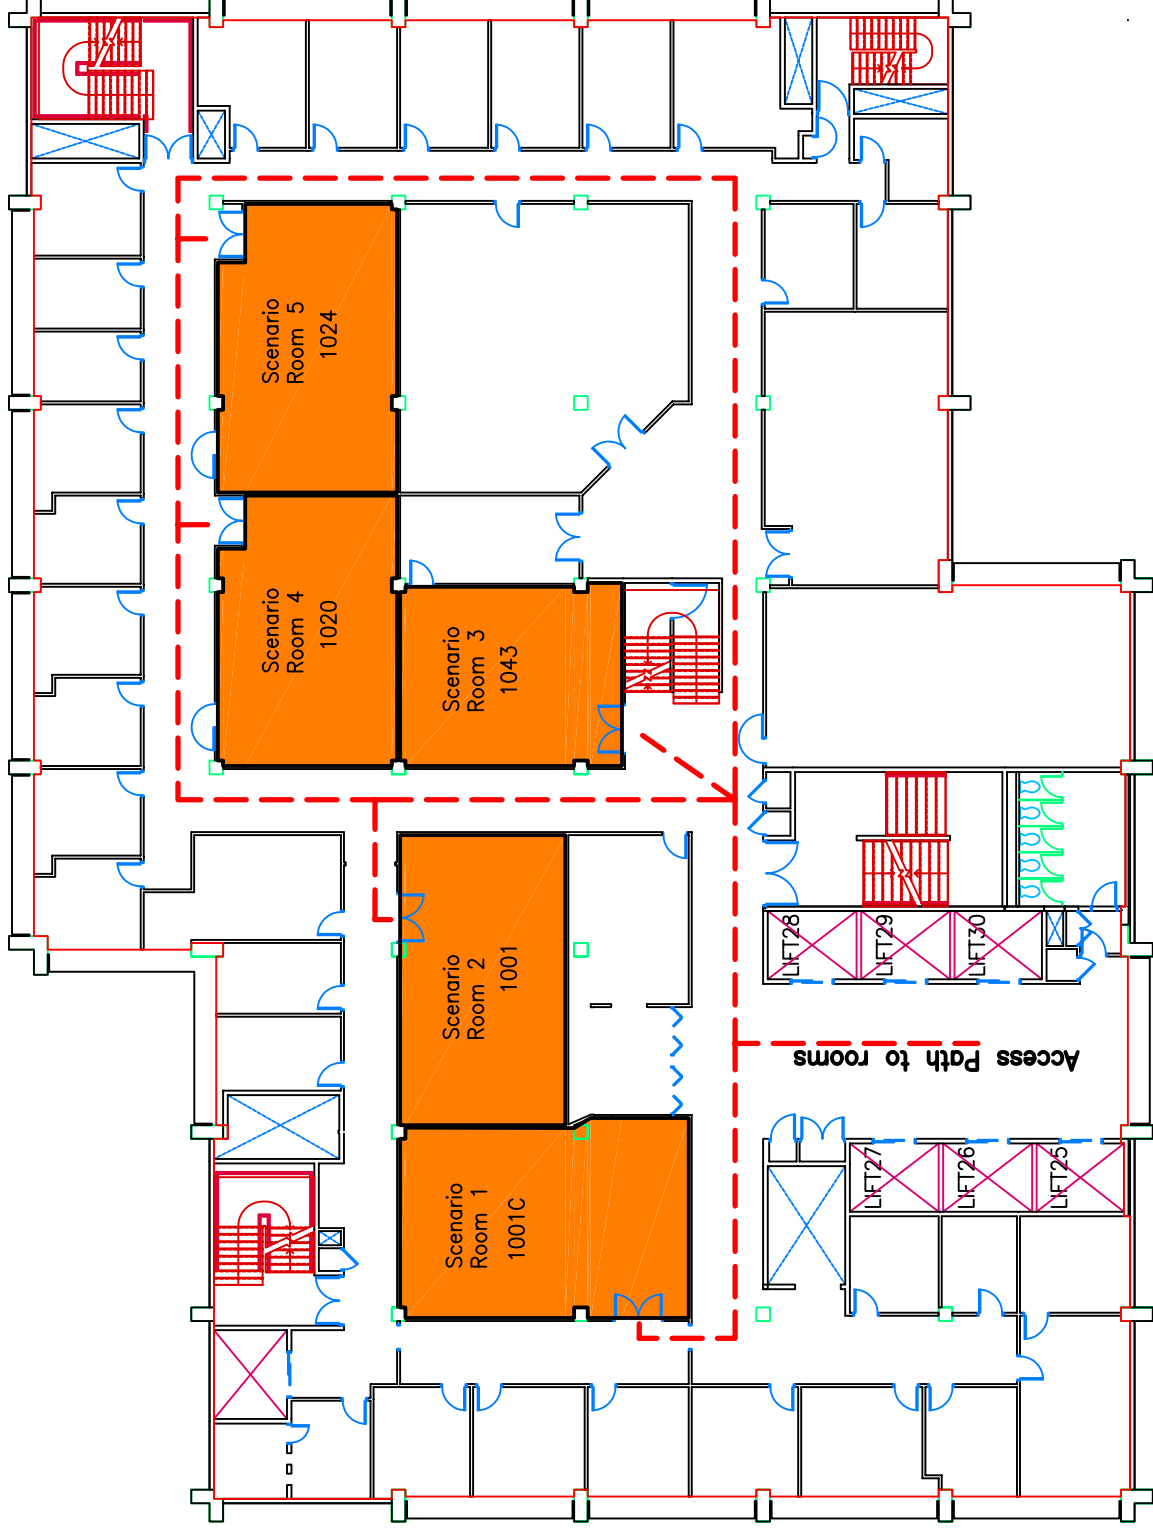 Scenario
Room 5
1024
Scenario
Room 4
1020
Scenario
Room 3
1043
Scenario
Room 2
1001
Scenario
Room 1
1001C
LIFT28
LIFT29
LIFT30
Access Path to rooms
LIFT27
LIFT26
LIFT25